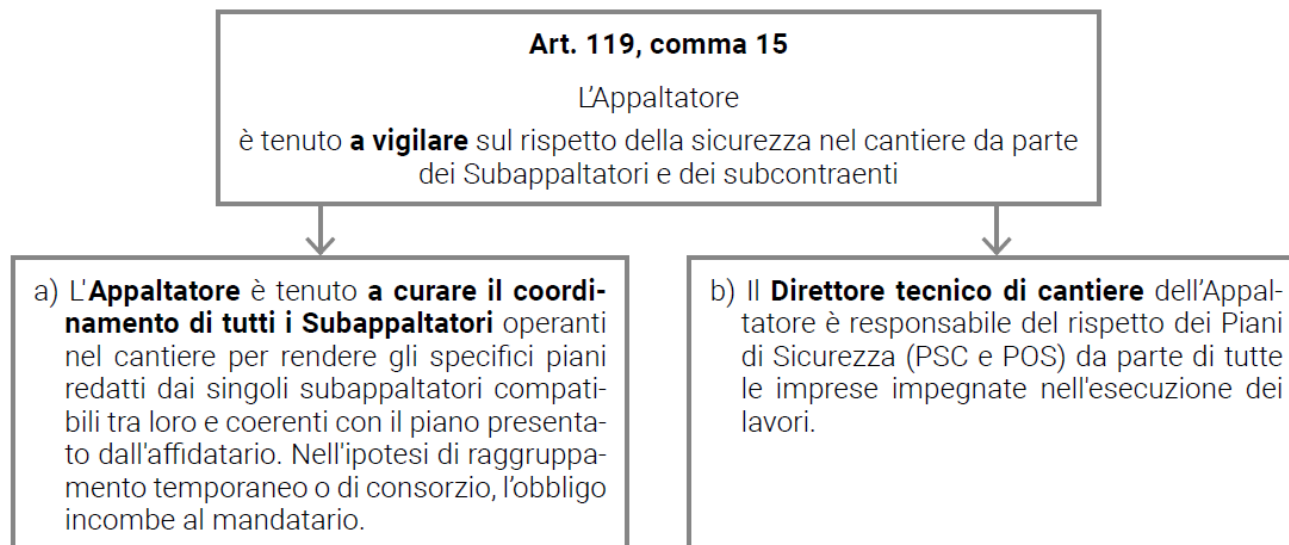 Art. 119, comma 15
L'Appaltatore
è tenuto a vigilare sul rispetto della sicurezza nel cantiere da parte
dei Subappaltatori e dei subcontraenti
a) L'Appaltatore è tenuto a curare il coordi-
namento di tutti i Subappaltatori operanti
nel cantiere per rendere gli specifici piani
redatti dai singoli subappaltatori compati-
bili tra loro e coerenti con il piano presenta-
to dall'affidatario. Nell'ipotesi di raggruppa-
mento temporaneo o di consorzio, l'obbligo
incombe al mandatario.
b) Il Direttore tecnico di cantiere dell'Appal-
tatore è responsabile del rispetto dei Piani
di Sicurezza (PSC e POS) da parte di tutte
le imprese impegnate nell'esecuzione dei
lavori.